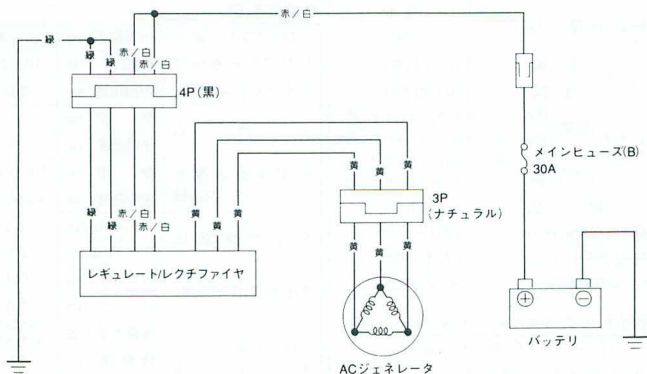 赤／白
緑
緑
緑
赤／白
赤／白
4P(黒)
メインヒューズ(B)
30A
黄
黄
黄
3P
(ナチュラル)
緑
緑
赤／白
赤／白
黄
黄
黄
黄
黄
黄
レギュレート/レクチファイヤ
バッテリ
ACジェネレータ